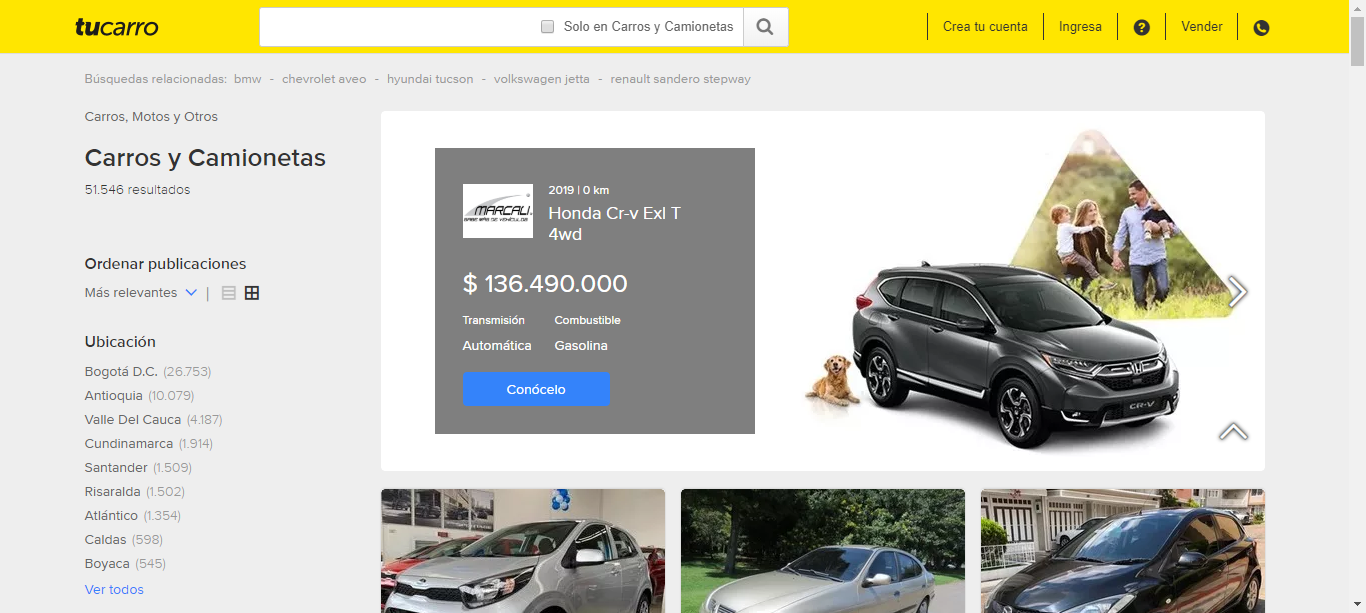 tucarro
Solo en Carros y Camionetas
Crea tu cuenta
Ingresa
?
Vender
Búsquedas relacionadas: bmw - chevrolet aveo - hyundai tucson - volkswagen jetta - renault sandero stepway
Carros, Motos y Otros
Carros y Camionetas
51.546 resultados
Ordenar publicaciones
Más relevantes |
Ubicación
Bogotá D.C. (26.753)
Antioquia (10.079)
Valle Del Cauca (4.187)
Cundinamarca (1.914)
Santander (1.509)
Risaralda (1.502)
Atlántico (1.354)
Caldas (598)
Boyaca (545)
Ver todos
MARCALI
SABE MÁS DE VEHÍCULOS
2019 | 0 km
Honda Cr-v Exl T
4wd
$ 136.490.000
Transmisión Combustible
Automática Gasolina
Conócelo
CR-V